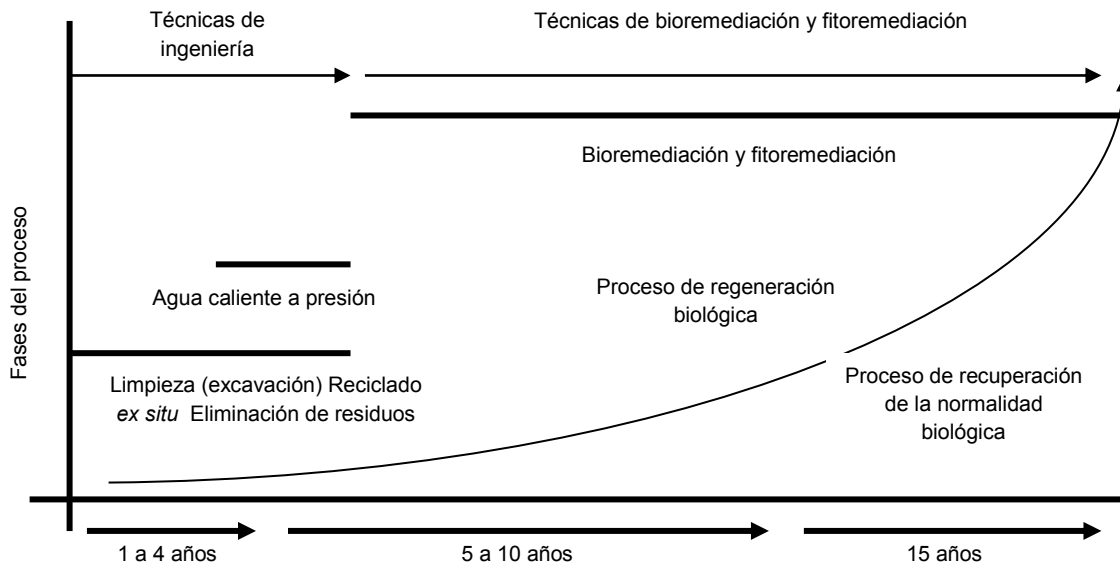 Técnicas de
ingeniería
Técnicas de bioremediación y fitoremediación
Bioremediación y fitoremediación
Fases del proceso
Agua caliente a presión
Proceso de regeneración
biológica
Limpieza (excavación) Reciclado
ex situ Eliminación de residuos
Proceso de recuperación
de la normalidad
biológica
1 a 4 años
5 a 10 años
15 años